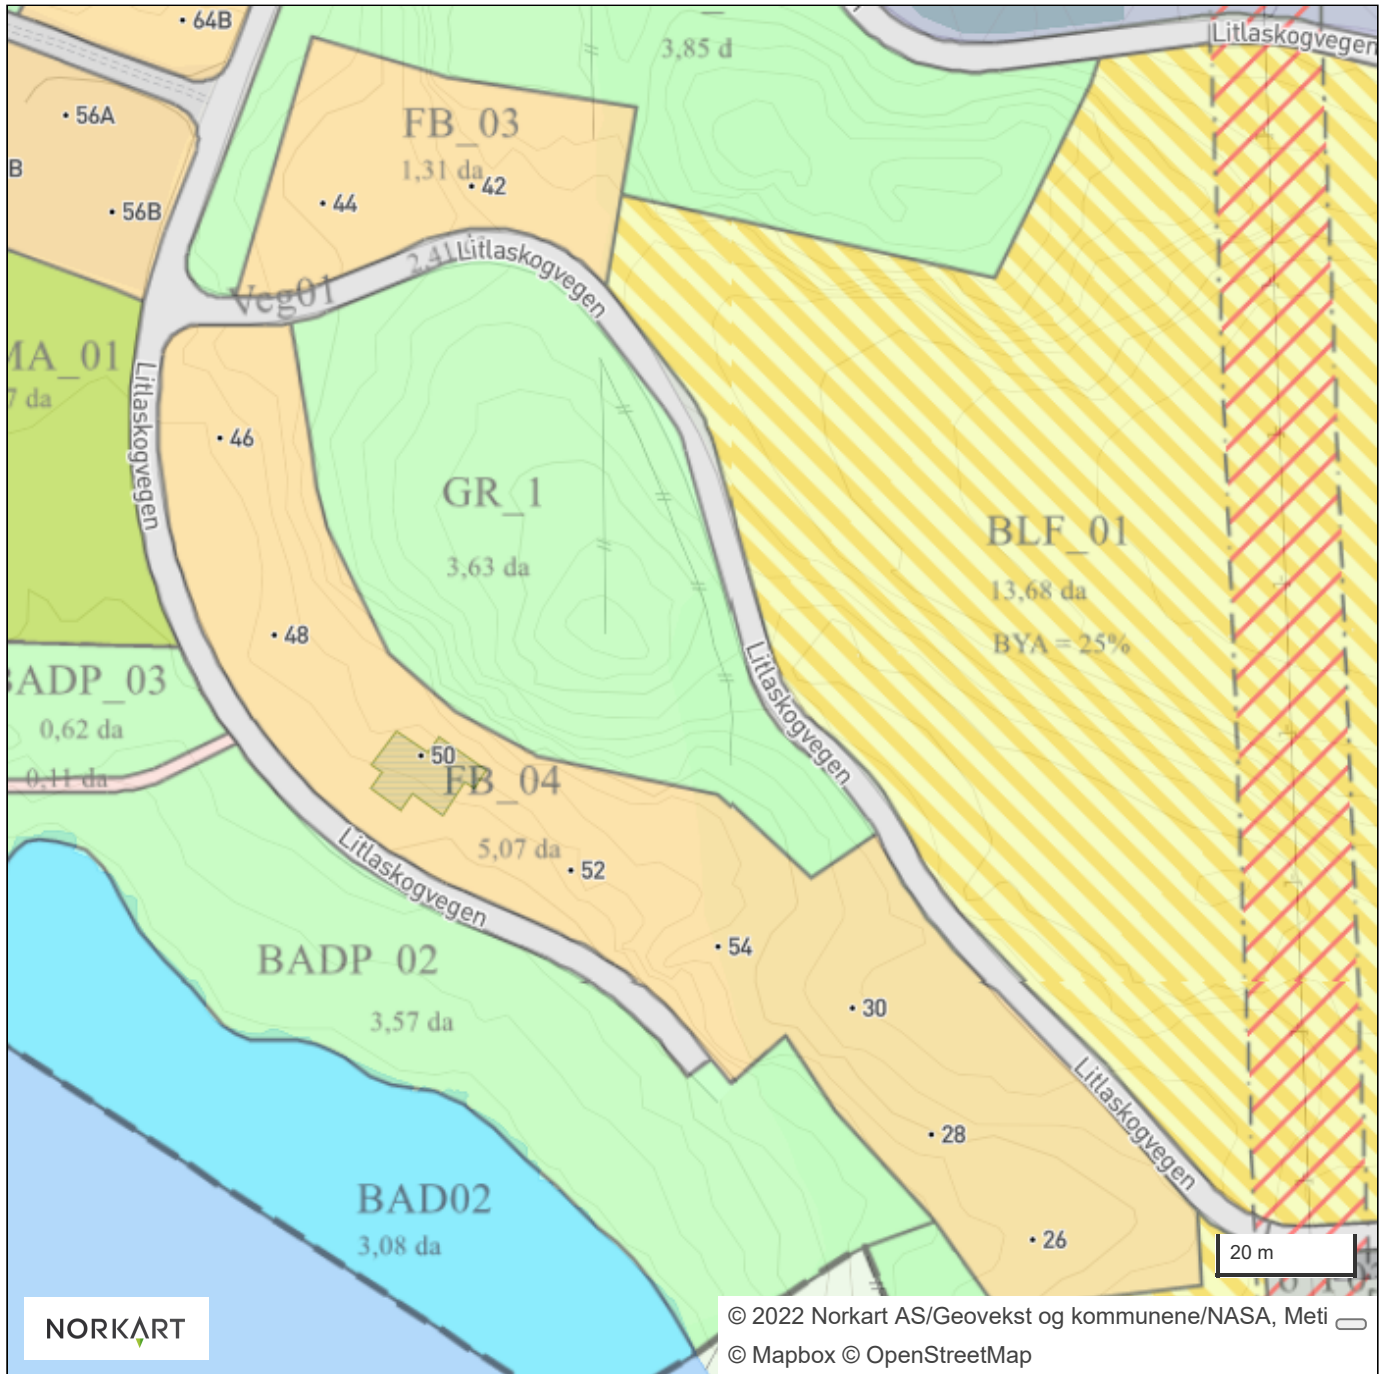 64B
3,85 d
Litlaskogvegen
56A
FB_03
1,31 da
B
42
44
56B
2,41
Litlaskogvegen
Veg01
MA_01
7 da
Litlaskogvegen
46
GR_1
3,63 da
BLF_01
13,68 da
BYA = 25%
48
BADP_03
0,62 da
0,11 da
Litlaskogvegen
50
FB_04
5,07 da
52
Litlaskogvegen
54
BADP_02
3,57 da
30
Litlaskogvegen
28
BAD02
3,08 da
26
20 m
NORKART
© 2022 Norkart AS/Geovekst og kommunene/NASA, Meti
© Mapbox © OpenStreetMap